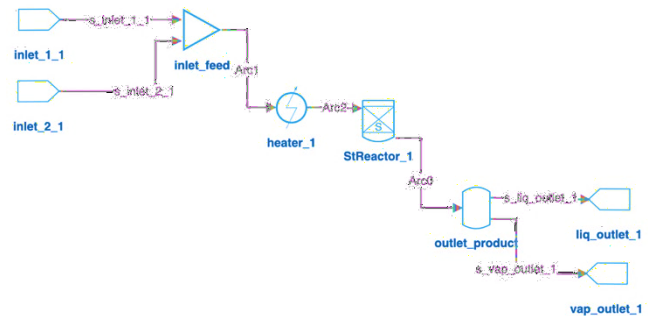 s_inlet_1_1
inlet_1_1
inlet_feed
Arc1
s_inlet_2_1
inlet_2_1
Arc2
heater_1
S
StReactor_1
Arc3
s_liq_outlet_1
liq_outlet_1
outlet_product
s_vap_outlet_1
vap_outlet_1